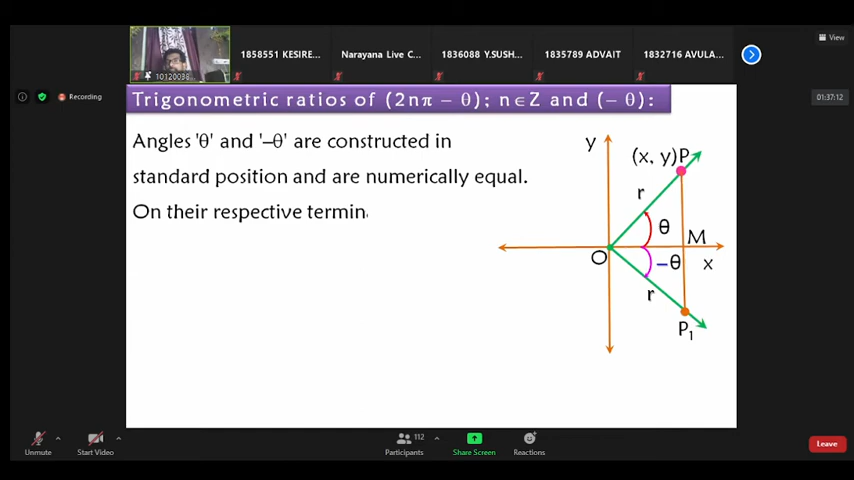 View
1858551 KESIRE...
Narayana Live C...
1836088 Y.SUSH...
1835789 ADVAIT
1832716 AVULA...
10120036
Recording
01:37:12
Trigonometric ratios of (2nπ – θ); n∈Z and (– θ):
Angles 'θ' and '–θ' are constructed in
standard position and are numerically equal.
On their respective termin
y
(x, y)P
r
θ
M
O
–θ
x
r
P₁
Unmute
Start Video
112
Participants
Share Screen
Reactions
Leave